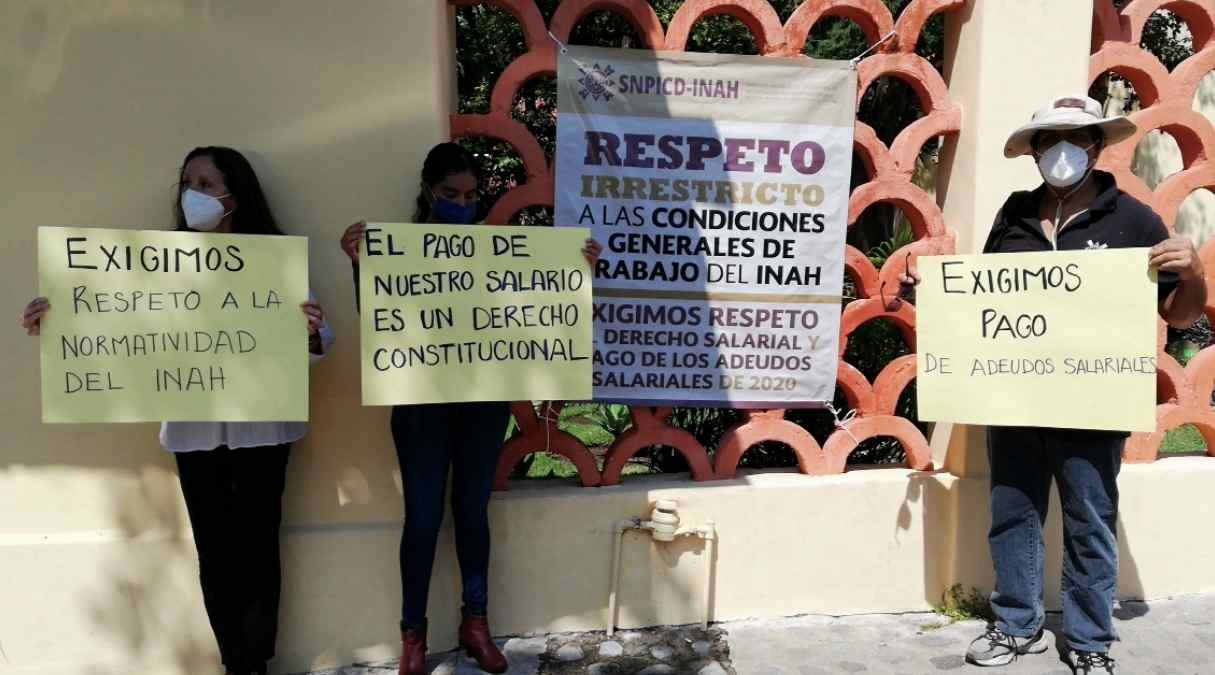 EXIGIMOS
RESPETO A LA
NORMATIVIDAD
DEL INAH
EL PAGO DE
NUESTRO SALARIO
ES UN DERECHO
CONSTITUCIONAL
SNPICD-INAH
RESPETO
IRRESTRICTO
A LAS CONDICIONES
GENERALES DE
RABAJO DEL INAH
XIGIMOS RESPETO
L DERECHO SALARIAL Y
AGO DE LOS ADEUDOS
SALARIALES DE 2020
EXIGIMOS
PAGO
DE ADEUDOS SALARIALES